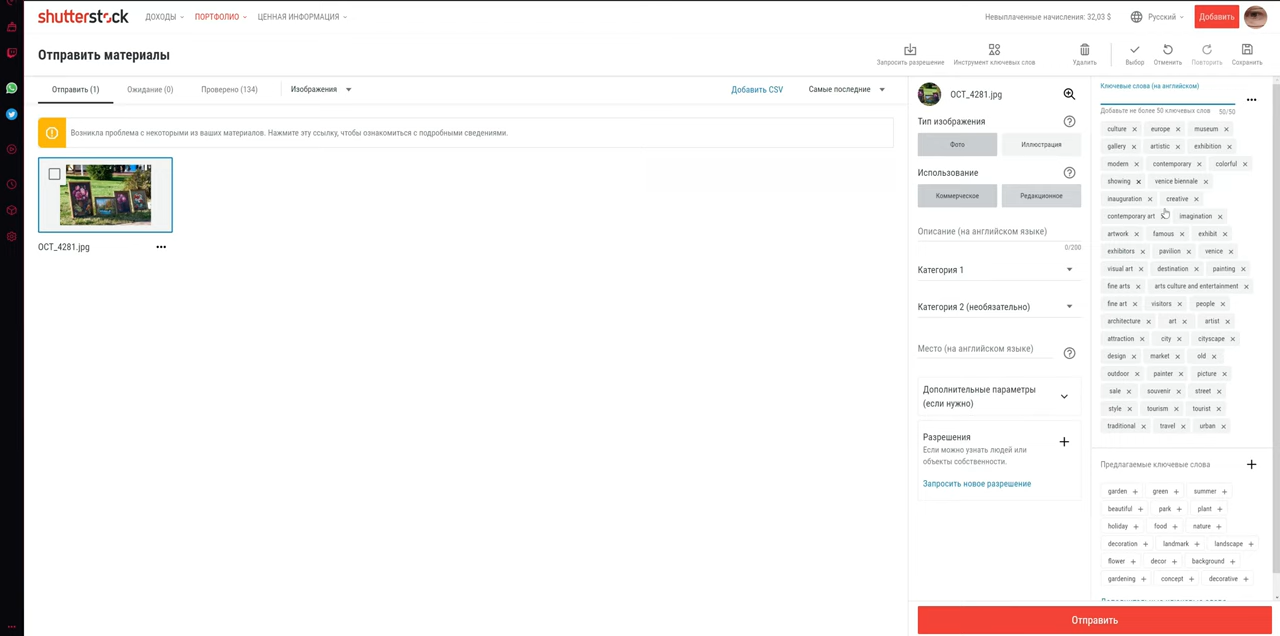 shutterstock
ДОХОДЫ ПОРТФОЛИО ЦЕННАЯ ИНФОРМАЦИЯ Невыплаченные начисления: 32,03 $ Русский Добавить
Отправить материалы
Запросить разрешение Инструмент ключевых слов Удалить Выбор Отменить Повторить Сохранить
Отправить (1) Ожидание (0) Проверено (134) Изображения Добавить CSV Самые последние
Возникла проблема с некоторыми из ваших материалов. Нажмите эту ссылку, чтобы ознакомиться с подробными сведениями.
OCT_4281.jpg
OCT_4281.jpg
Тип изображения
Фото Иллюстрация
Использование
Коммерческое Редакционное
Описание (на английском языке)
0/200
Категория 1
Категория 2 (необязательно)
Место (на английском языке)
Дополнительные параметры
(если нужно)
Разрешения
Если можно узнать людей или
объекты собственности.
Запросить новое разрешение
Ключевые слова (на английском)
Добавьте не более 50 ключевых слов 50/50
culture europe museum
gallery artistic exhibition
modern contemporary colorful
showing venice biennale
inauguration creative
contemporary art imagination
artwork famous exhibit
exhibitors pavilion venice
visual art destination painting
fine arts arts culture and entertainment
fine art visitors people
architecture art artist
attraction city cityscape
design market old
outdoor painter picture
sale souvenir street
style tourism tourist
traditional travel urban
Предлагаемые ключевые слова
garden green summer
beautiful park plant
holiday food nature
decoration landmark landscape
flower decor background
gardening concept decorative
Отправить